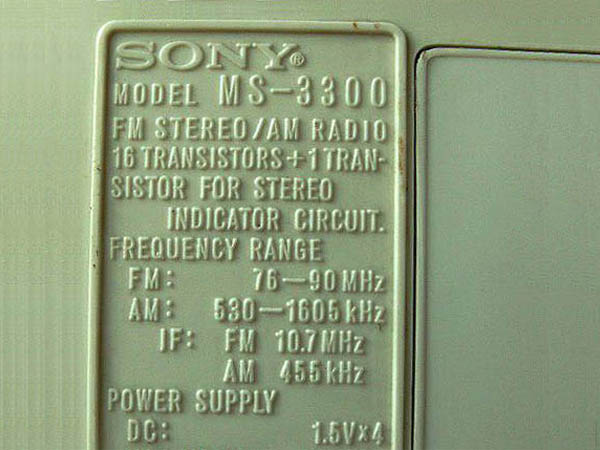 SONY®
MODEL MS-3300
FM STEREO/AM RADIO
16 TRANSISTORS+1 TRAN-
SISTOR FOR STEREO
INDICATOR CIRCUIT.
FREQUENCY RANGE
FM: 76—90 MHz
AM: 530—1605 kHz
IF: FM 10.7 MHz
AM 455 kHz
POWER SUPPLY
DC: 1.5V×4